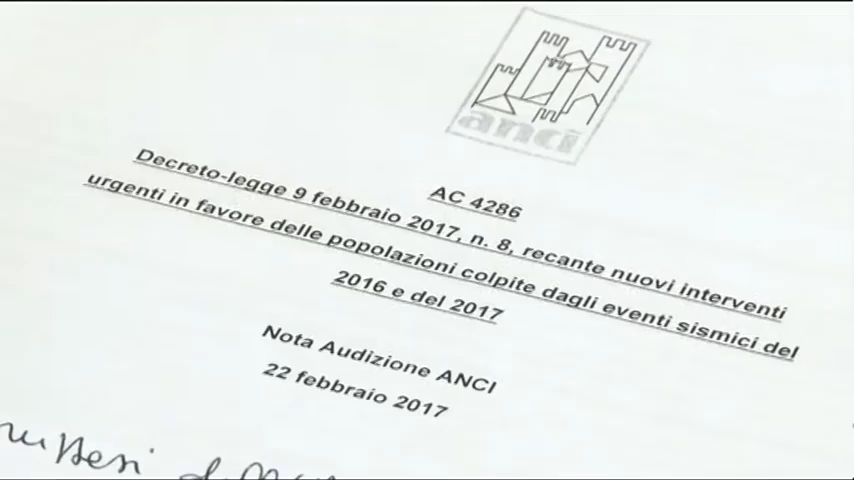 anci
AC 4286
Decreto-legge 9 febbraio 2017, n. 8, recante nuovi interventi
urgenti in favore delle popolazioni colpite dagli eventi sismici del
2016 e del 2017
Nota Audizione ANCI
22 febbraio 2017